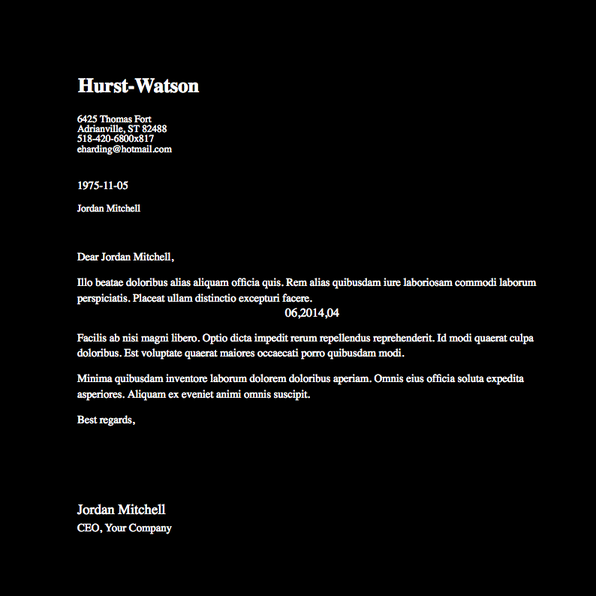 Hurst-Watson
6425 Thomas Fort
Adrianville, ST 82488
518-420-6800x817
eharding@hotmail.com
1975-11-05
Jordan Mitchell
Dear Jordan Mitchell,
Illo beatae doloribus alias aliquam officia quis. Rem alias quibusdam iure laboriosam commodi laborum
perspiciatis. Placeat ullam distinctio excepturi facere.
06,2014,04
Facilis ab nisi magni libero. Optio dicta impedit rerum repellendus reprehenderit. Id modi quaerat culpa
doloribus. Est voluptate quaerat maiores occaecati porro quibusdam modi.
Minima quibusdam inventore laborum dolorem doloribus aperiam. Omnis eius officia soluta expedita
asperiores. Aliquam ex eveniet animi omnis suscipit.
Best regards,
Jordan Mitchell
CEO, Your Company